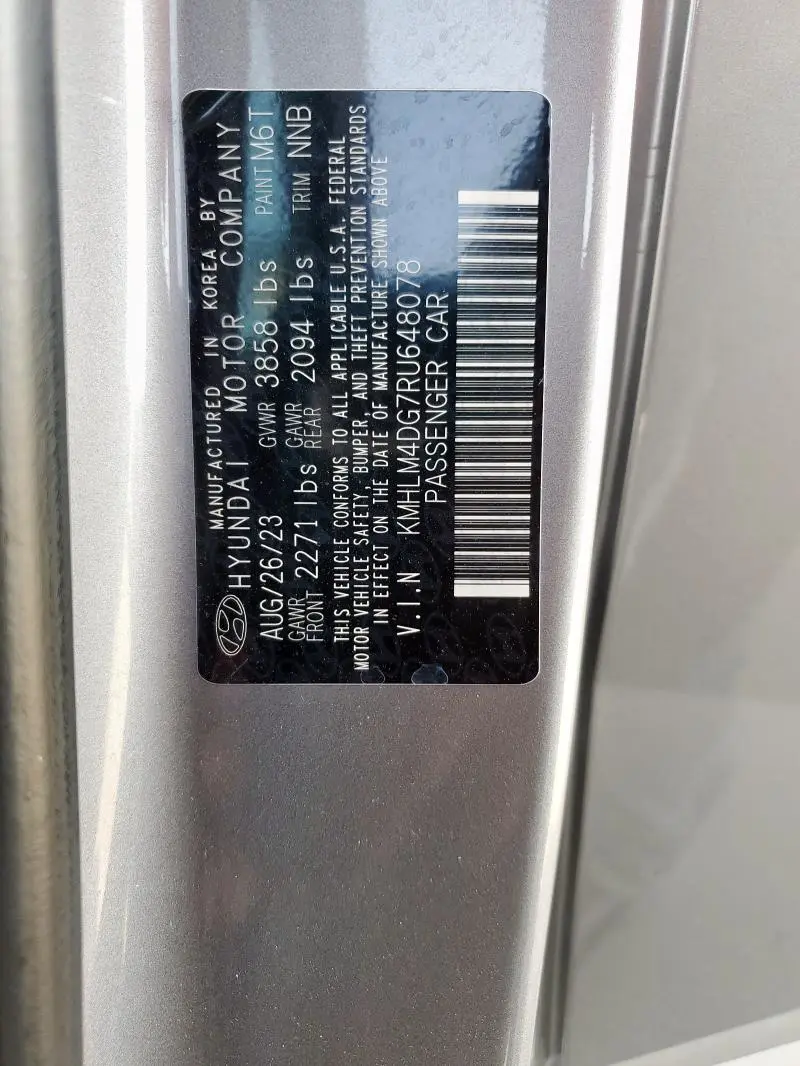 MANUFACTURED IN KOREA BY
HYUNDAI MOTOR COMPANY
AUG/26/23 GVWR 3858 lbs PAINT M6T
GAWR FRONT 2271 lbs GAWR REAR 2094 lbs TRIM NNB
THIS VEHICLE CONFORMS TO ALL APPLICABLE U.S.A. FEDERAL
MOTOR VEHICLE SAFETY, BUMPER, AND THEFT PREVENTION STANDARDS
IN EFFECT ON THE DATE OF MANUFACTURE SHOWN ABOVE
V.I.N KMHLM4DG7RU648078
PASSENGER CAR